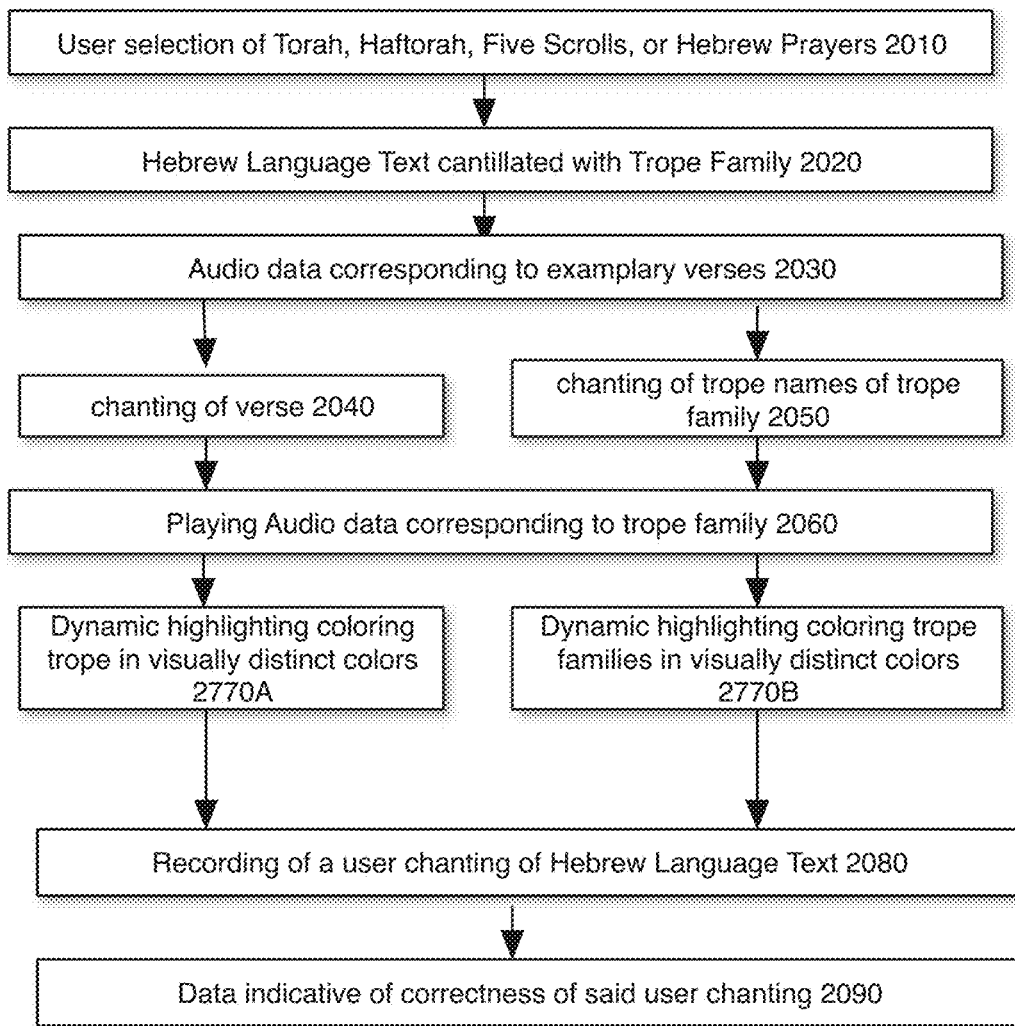 User selection of Torah, Haftorah, Five Scrolls, or Hebrew Prayers 2010
Hebrew Language Text cantillated with Trope Family 2020
Audio data corresponding to examplary verses 2030
chanting of verse 2040
chanting of trope names of trope
family 2050
Playing Audio data corresponding to trope family 2060
Dynamic highlighting coloring
trope in visually distinct colors
2770A
Dynamic highlighting coloring trope
families in visually distinct colors
2770B
Recording of a user chanting of Hebrew Language Text 2080
Data indicative of correctness of said user chanting 2090